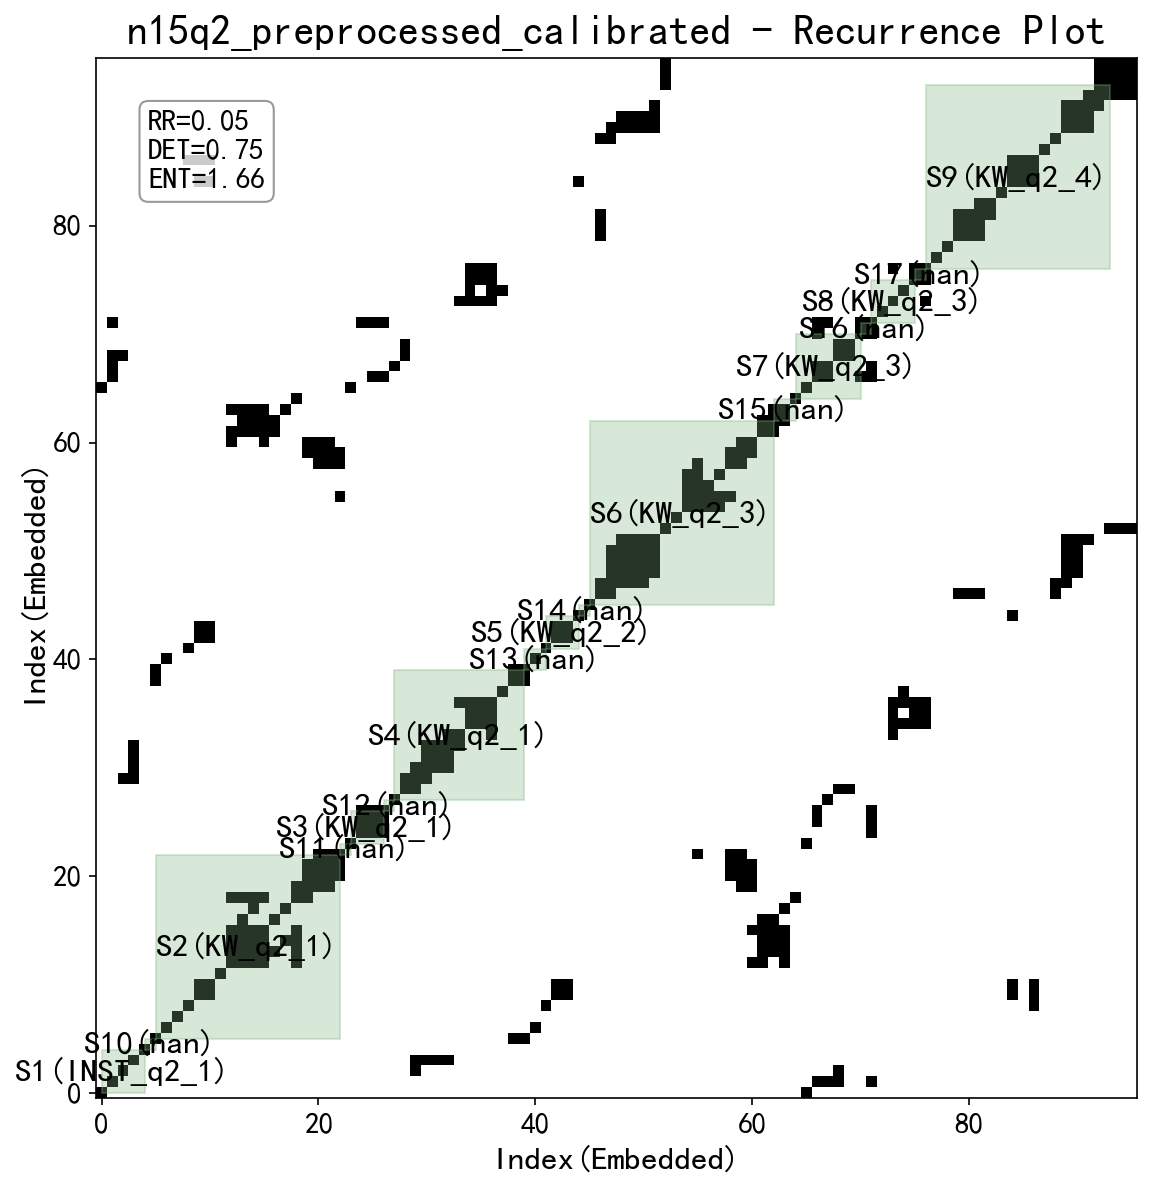 n15q2_preprocessed_calibrated - Recurrence Plot
RR=0.05
DET=0.75
ENT=1.66
S9(KW_q2_4)
S17(nan)
S8(KW_q2_3)
S16(nan)
S7(KW_q2_3)
S15(nan)
S6(KW_q2_3)
S14(nan)
S5(KW_q2_2)
S13(nan)
S4(KW_q2_1)
S12(nan)
S3(KW_q2_1)
S11(nan)
S2(KW_q2_1)
S10(nan)
S1(INST_q2_1)
80
60
40
20
0
Index(Embedded)
0 20 40 60 80
Index(Embedded)